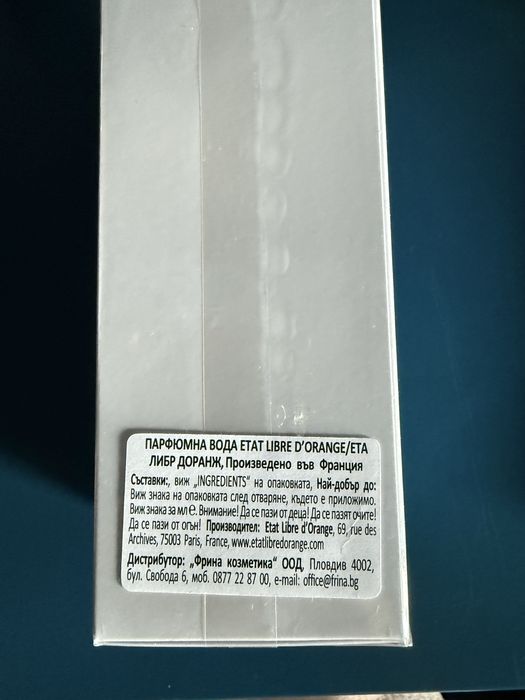 ПАРФЮМНА ВОДА ETAT LIBRE D'ORANGE/ЕТА
ЛИБР ДОРАНЖ, Произведено във Франция
Съставки:, виж „INGREDIENTS" на опаковката, Най-добър до:
Виж знака на опаковката след отваряне, където е приложимо.
Виж знака за мл ℮. Внимание! Да се пази от деца! Да се пазят очите!
Да се пази от огън! Производител: Etat Libre d'Orange, 69, rue des
Archives, 75003 Paris, France, www.etatlibredorange.com
Дистрибутор: „Фрина козметика" ООД, Пловдив 4002,
бул. Свобода 6, моб. 0877 22 87 00, e-mail: office@frina.bg